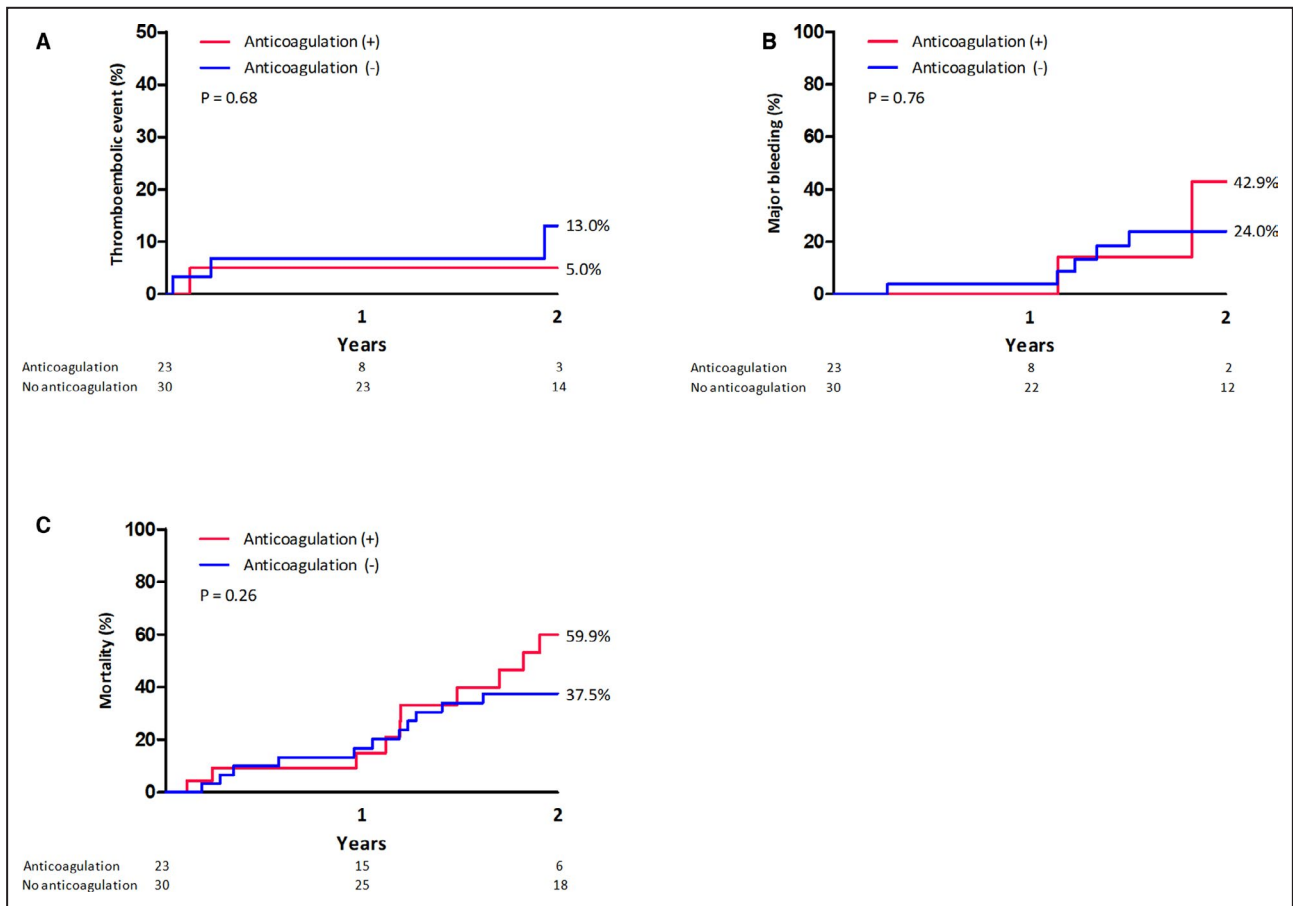 A
Thromboembolic event (%)
50
40
30
20
10
0
Anticoagulation (+)
Anticoagulation (-)
P = 0.68
13.0%
5.0%
1 2
Years
Anticoagulation 23 8 3
No anticoagulation 30 23 14
B
Major bleeding (%)
100
80
60
40
20
0
Anticoagulation (+)
Anticoagulation (-)
P = 0.76
42.9%
24.0%
1 2
Years
Anticoagulation 23 8 2
No anticoagulation 30 22 12
C
Mortality (%)
100
80
60
40
20
0
Anticoagulation (+)
Anticoagulation (-)
P = 0.26
59.9%
37.5%
1 2
Years
Anticoagulation 23 15 6
No anticoagulation 30 25 18